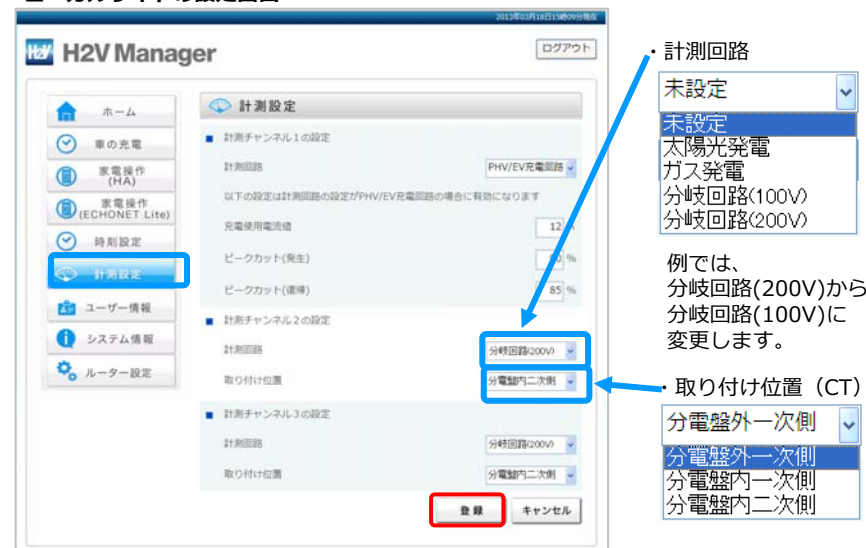 2013年03月18日15時09分現在
H2V
H2V Manager
ログアウト
ホーム
車の充電
家電操作
(HA)
家電操作
(ECHONET Lite)
時刻設定
計測設定
ユーザー情報
システム情報
ルーター設定
計測設定
計測チャンネル1の設定
計測回路
PHV/EV充電回路
以下の設定は計測回路の設定がPHV/EV充電回路の場合に有効になります
充電使用電流値
12
ピークカット(発生)
%
ピークカット(復帰)
85 %
計測チャンネル2の設定
計測回路
分岐回路(200V)
取り付け位置
分電盤内二次側
計測チャンネル3の設定
計測回路
分岐回路(200V)
取り付け位置
分電盤内二次側
登録
キャンセル
・計測回路
未設定
未設定
太陽光発電
ガス発電
分岐回路(100V)
分岐回路(200V)
例では、
分岐回路(200V)から
分岐回路(100V)に
変更します。
・取り付け位置（CT）
分電盤外一次側
分電盤外一次側
分電盤内一次側
分電盤内二次側